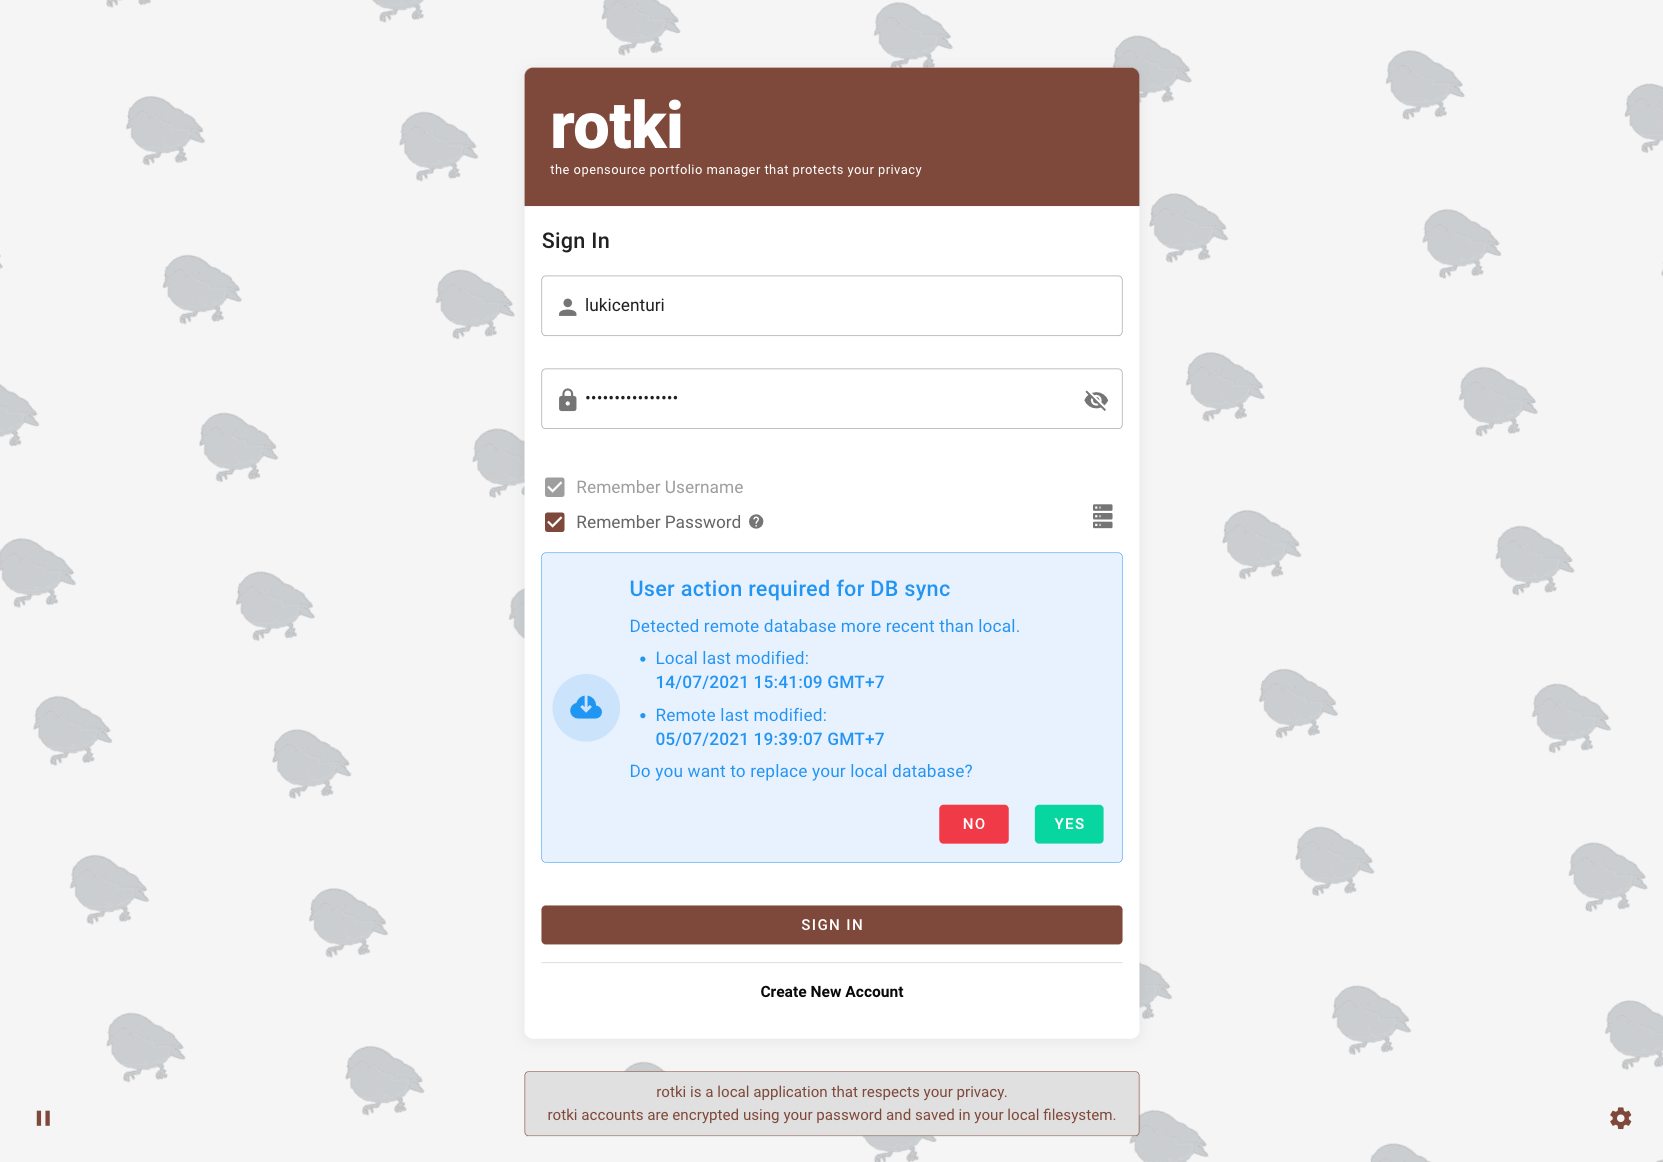 rotki
the opensource portfolio manager that protects your privacy
Sign In
lukicenturi
••••••••••••••••
Remember Username
Remember Password
User action required for DB sync
Detected remote database more recent than local.
• Local last modified:
14/07/2021 15:41:09 GMT+7
• Remote last modified:
05/07/2021 19:39:07 GMT+7
Do you want to replace your local database?
NO YES
SIGN IN
Create New Account
rotki is a local application that respects your privacy.
rotki accounts are encrypted using your password and saved in your local filesystem.